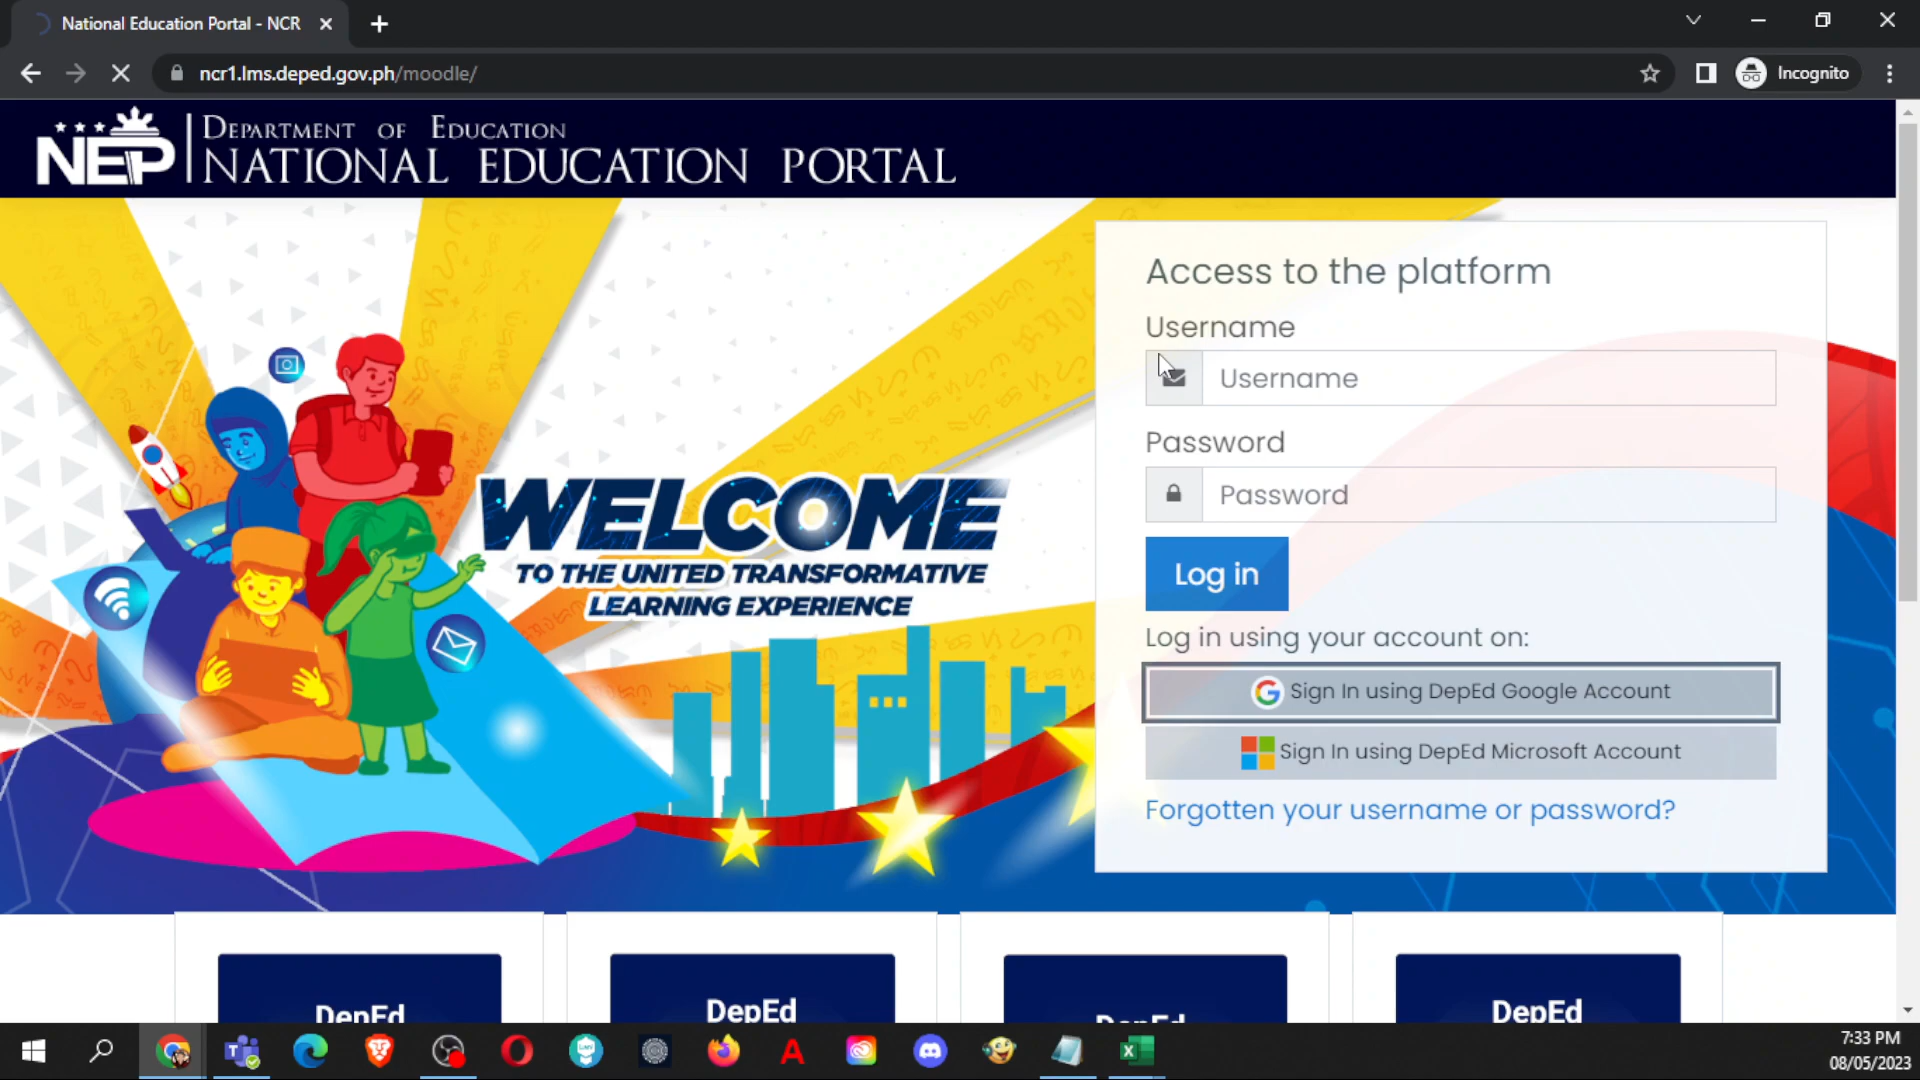 National Education Portal - NCR
ncr1.lms.deped.gov.ph/moodle/
Incognito
NEP
DEPARTMENT OF EDUCATION
NATIONAL EDUCATION PORTAL
Access to the platform
Username
Username
Password
Password
Log in
Log in using your account on:
Sign In using DepEd Google Account
Sign In using DepEd Microsoft Account
Forgotten your username or password?
WELCOME
TO THE UNITED TRANSFORMATIVE
LEARNING EXPERIENCE
DepEd
DepEd
DepEd
DepEd
7:33 PM
08/05/2023